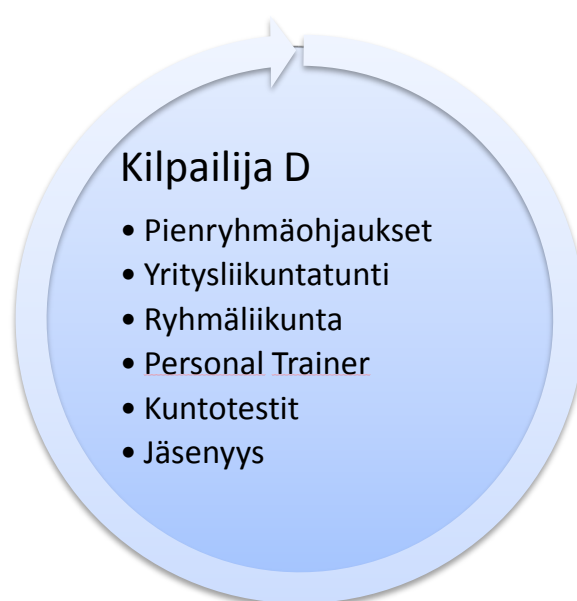 Kilpailija D
• Pienryhmäohjaukset
• Yritysliikuntatunti
• Ryhmäliikunta
• Personal Trainer
• Kuntotestit
• Jäsenyys